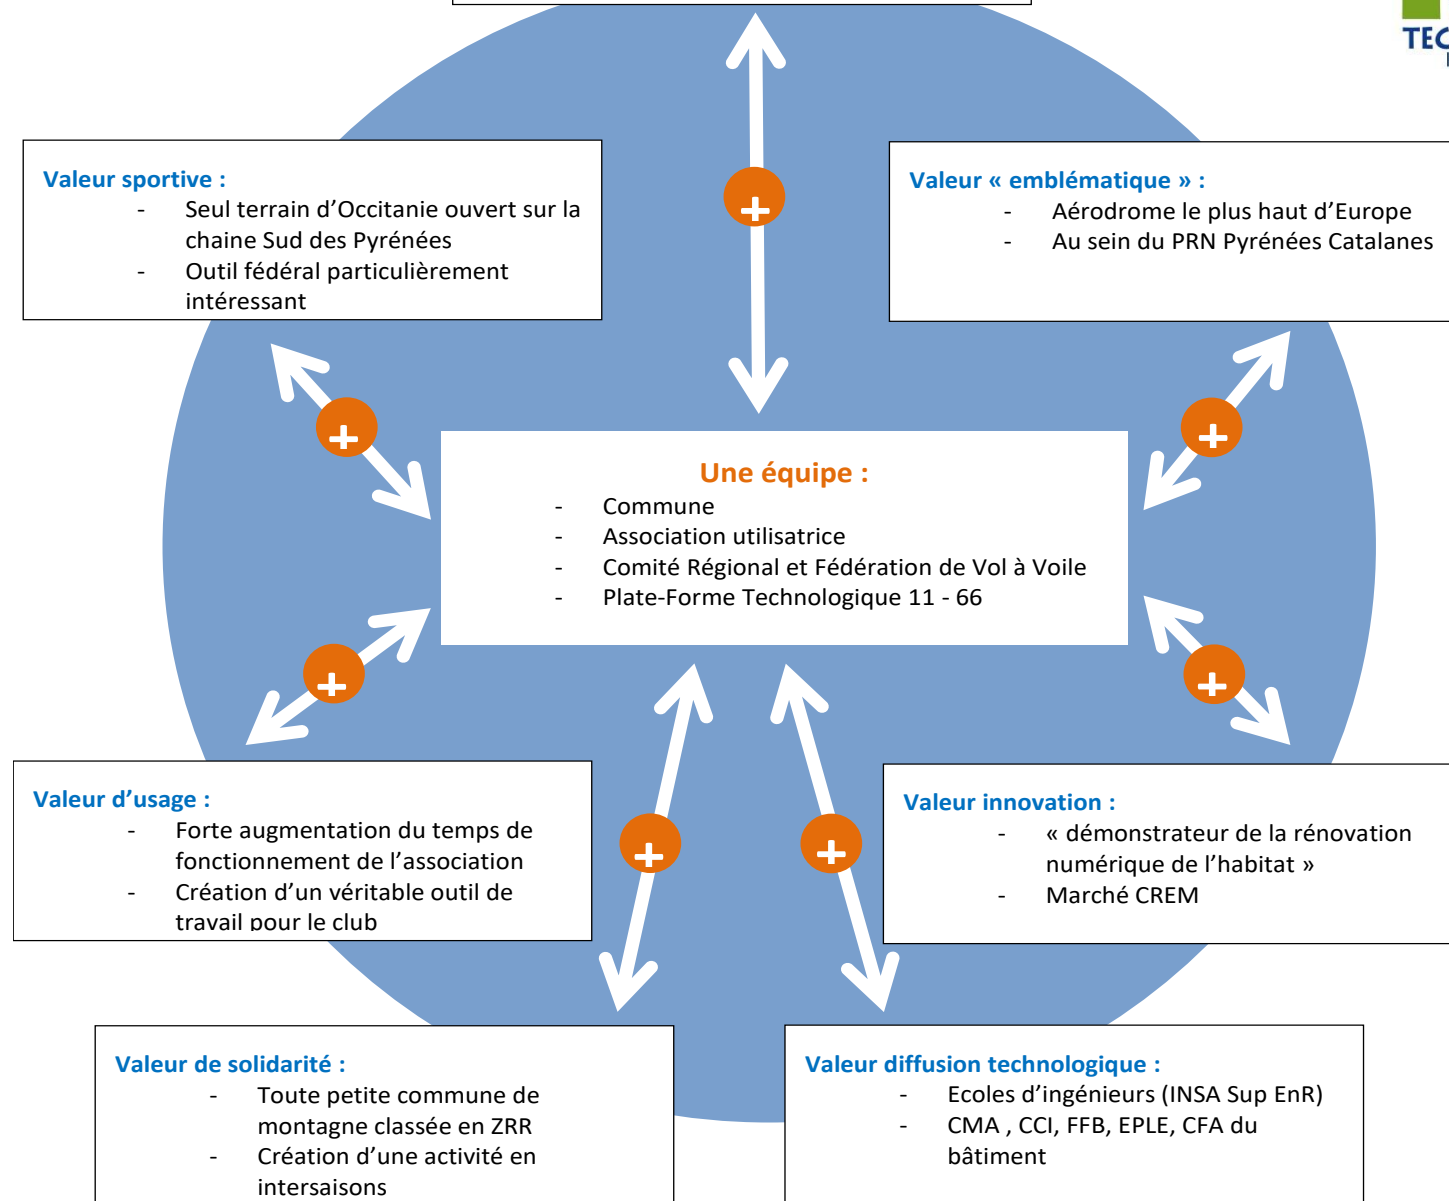 TEC
Valeur sportive :
- Seul terrain d’Occitanie ouvert sur la
chaine Sud des Pyrénées
- Outil fédéral particulièrement
intéressant
Valeur « emblématique » :
- Aérodrome le plus haut d’Europe
- Au sein du PRN Pyrénées Catalanes
+
+
+
Une équipe :
- Commune
- Association utilisatrice
- Comité Régional et Fédération de Vol à Voile
- Plate-Forme Technologique 11 - 66
+
+
Valeur d’usage :
- Forte augmentation du temps de
fonctionnement de l’association
- Création d’un véritable outil de
travail pour le club
Valeur innovation :
- « démonstrateur de la rénovation
numérique de l’habitat »
- Marché CREM
+
+
Valeur de solidarité :
- Toute petite commune de
montagne classée en ZRR
- Création d’une activité en
intersaisons
Valeur diffusion technologique :
- Ecoles d’ingénieurs (INSA Sup EnR)
- CMA , CCI, FFB, EPLE, CFA du
bâtiment